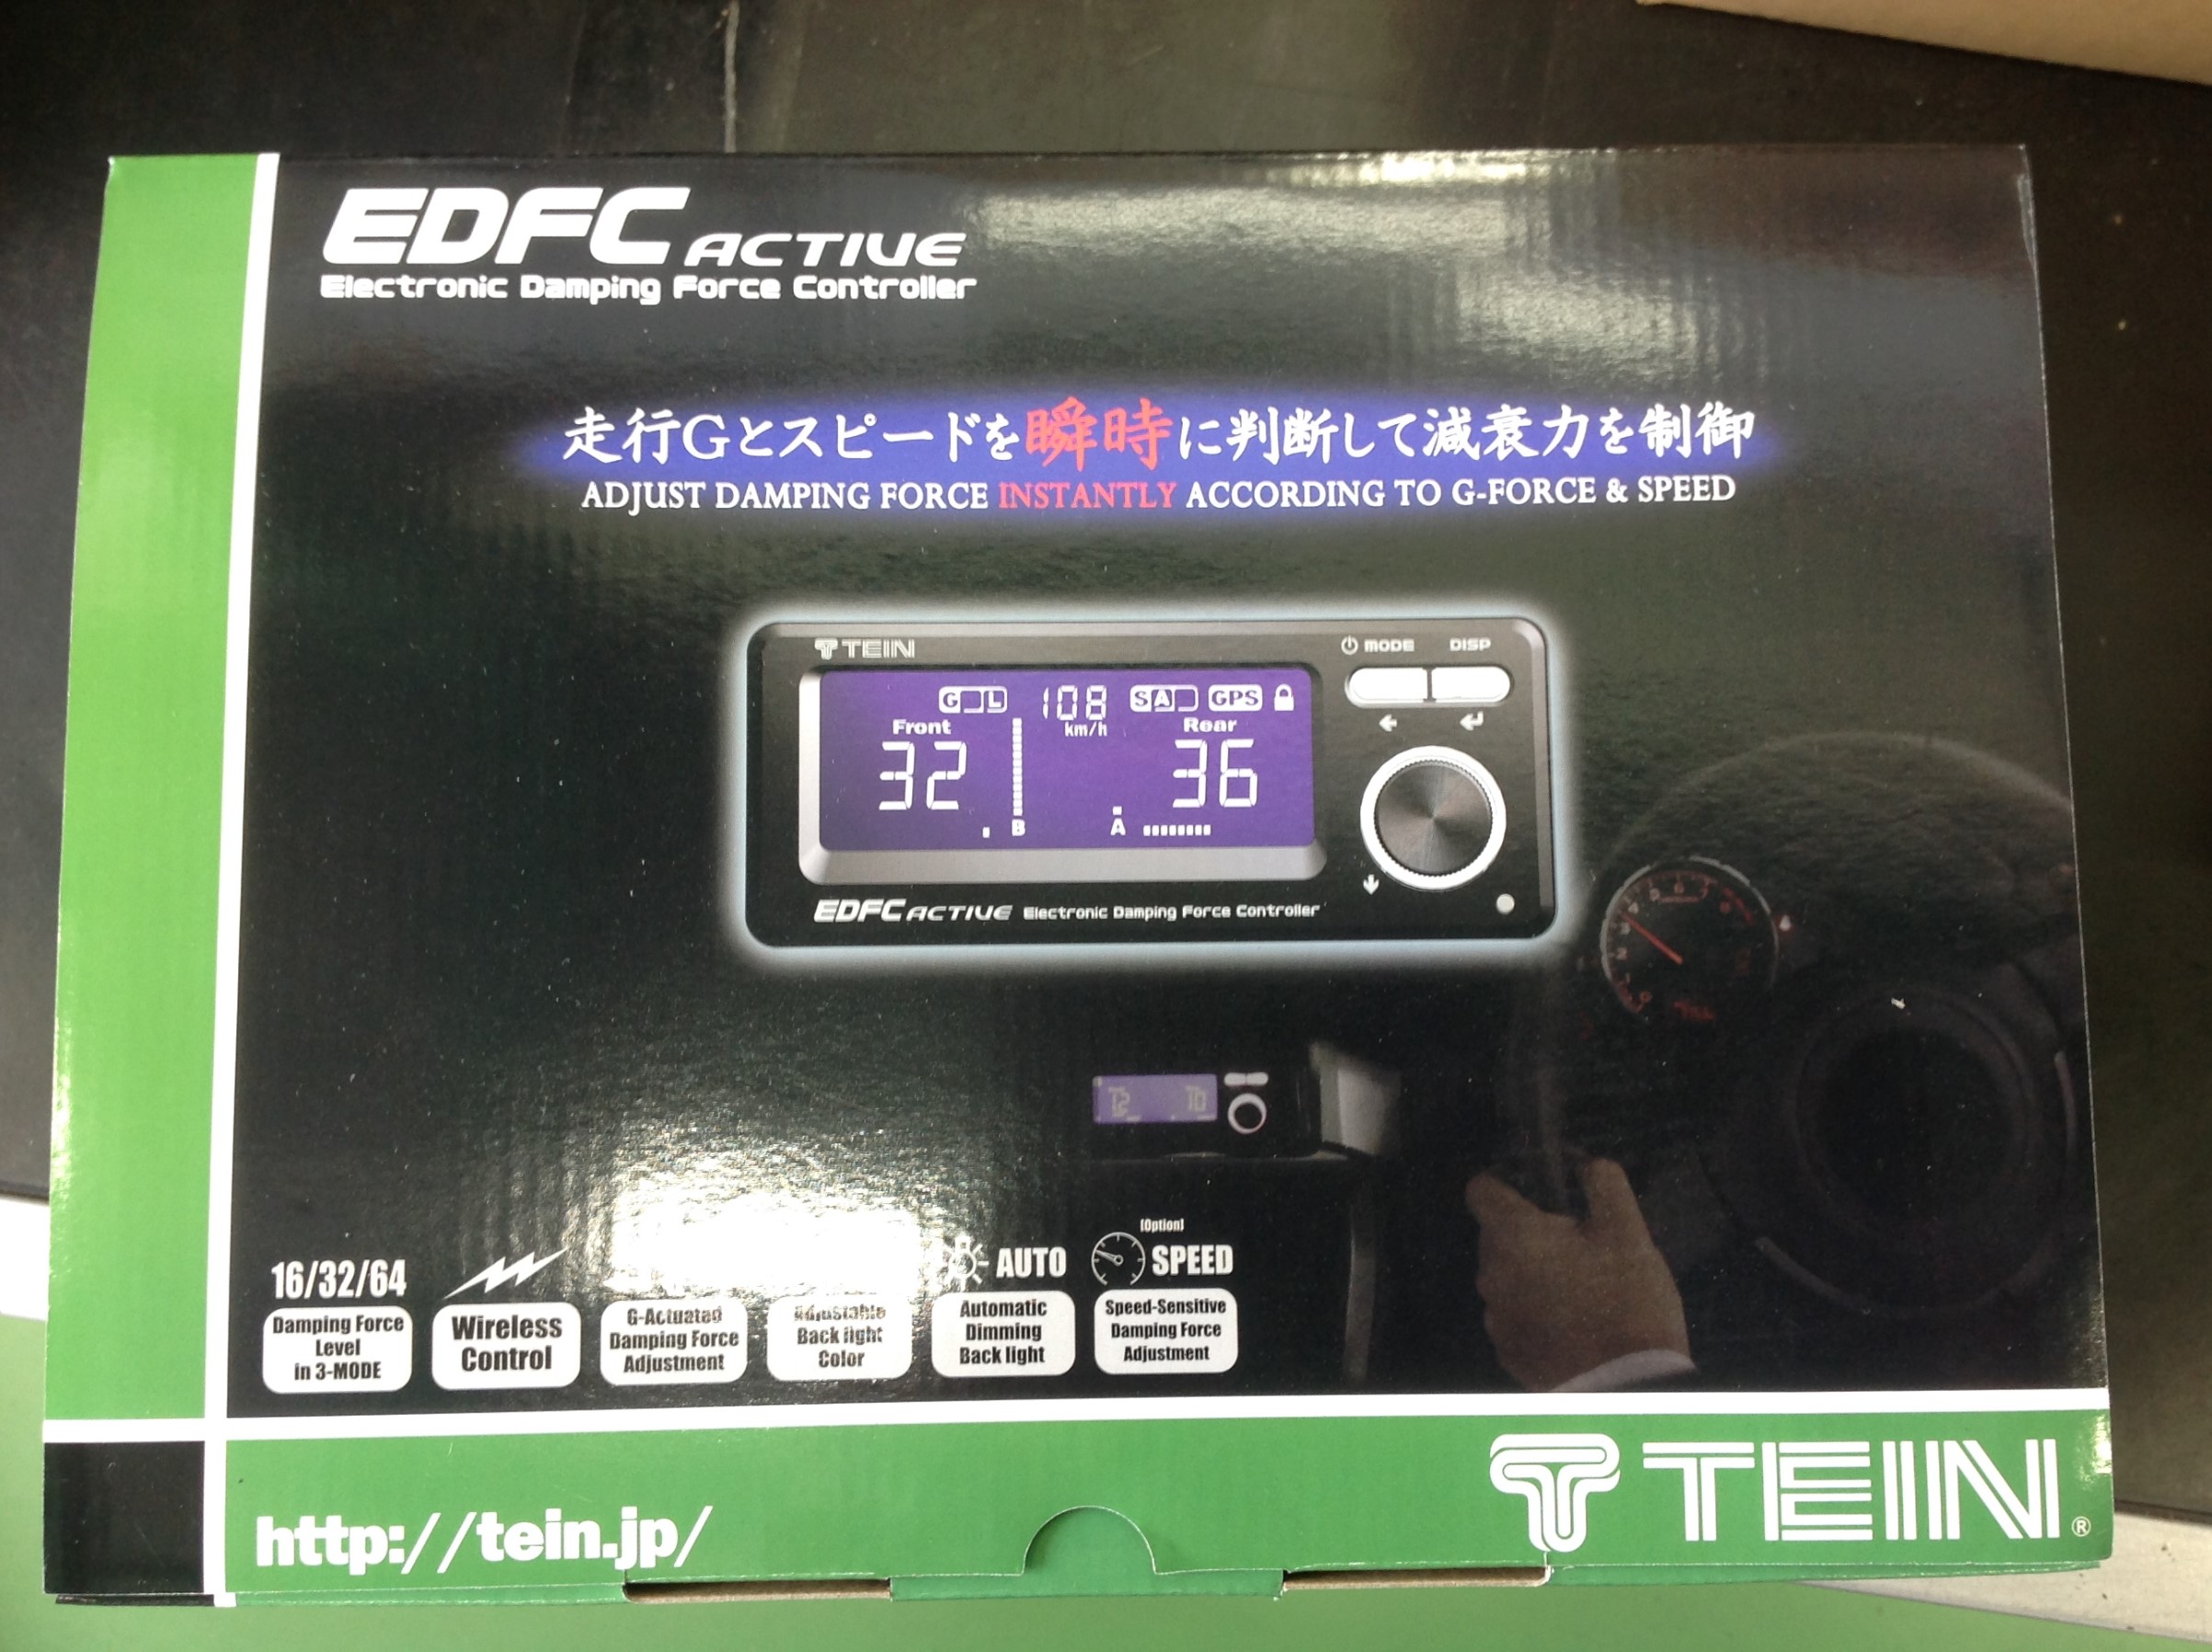 EDFC ACTIVE
Electronic Damping Force Controller
走行Gとスピードを瞬時に判断して減衰力を制御
ADJUST DAMPING FORCE INSTANTLY ACCORDING TO G-FORCE & SPEED
TEIN
MODE DISP
G L 108 SA GPS
Front km/h Rear
32 36
B A
EDFC ACTIVE Electronic Damping Force Controller
[Option]
16/32/64 AUTO SPEED
Damping Force
Level
in 3-MODE
Wireless
Control
G-Actuated
Damping Force
Adjustment
Adjustable
Back light
Color
Automatic
Dimming
Back light
Speed-Sensitive
Damping Force
Adjustment
http://tein.jp/
TEIN®